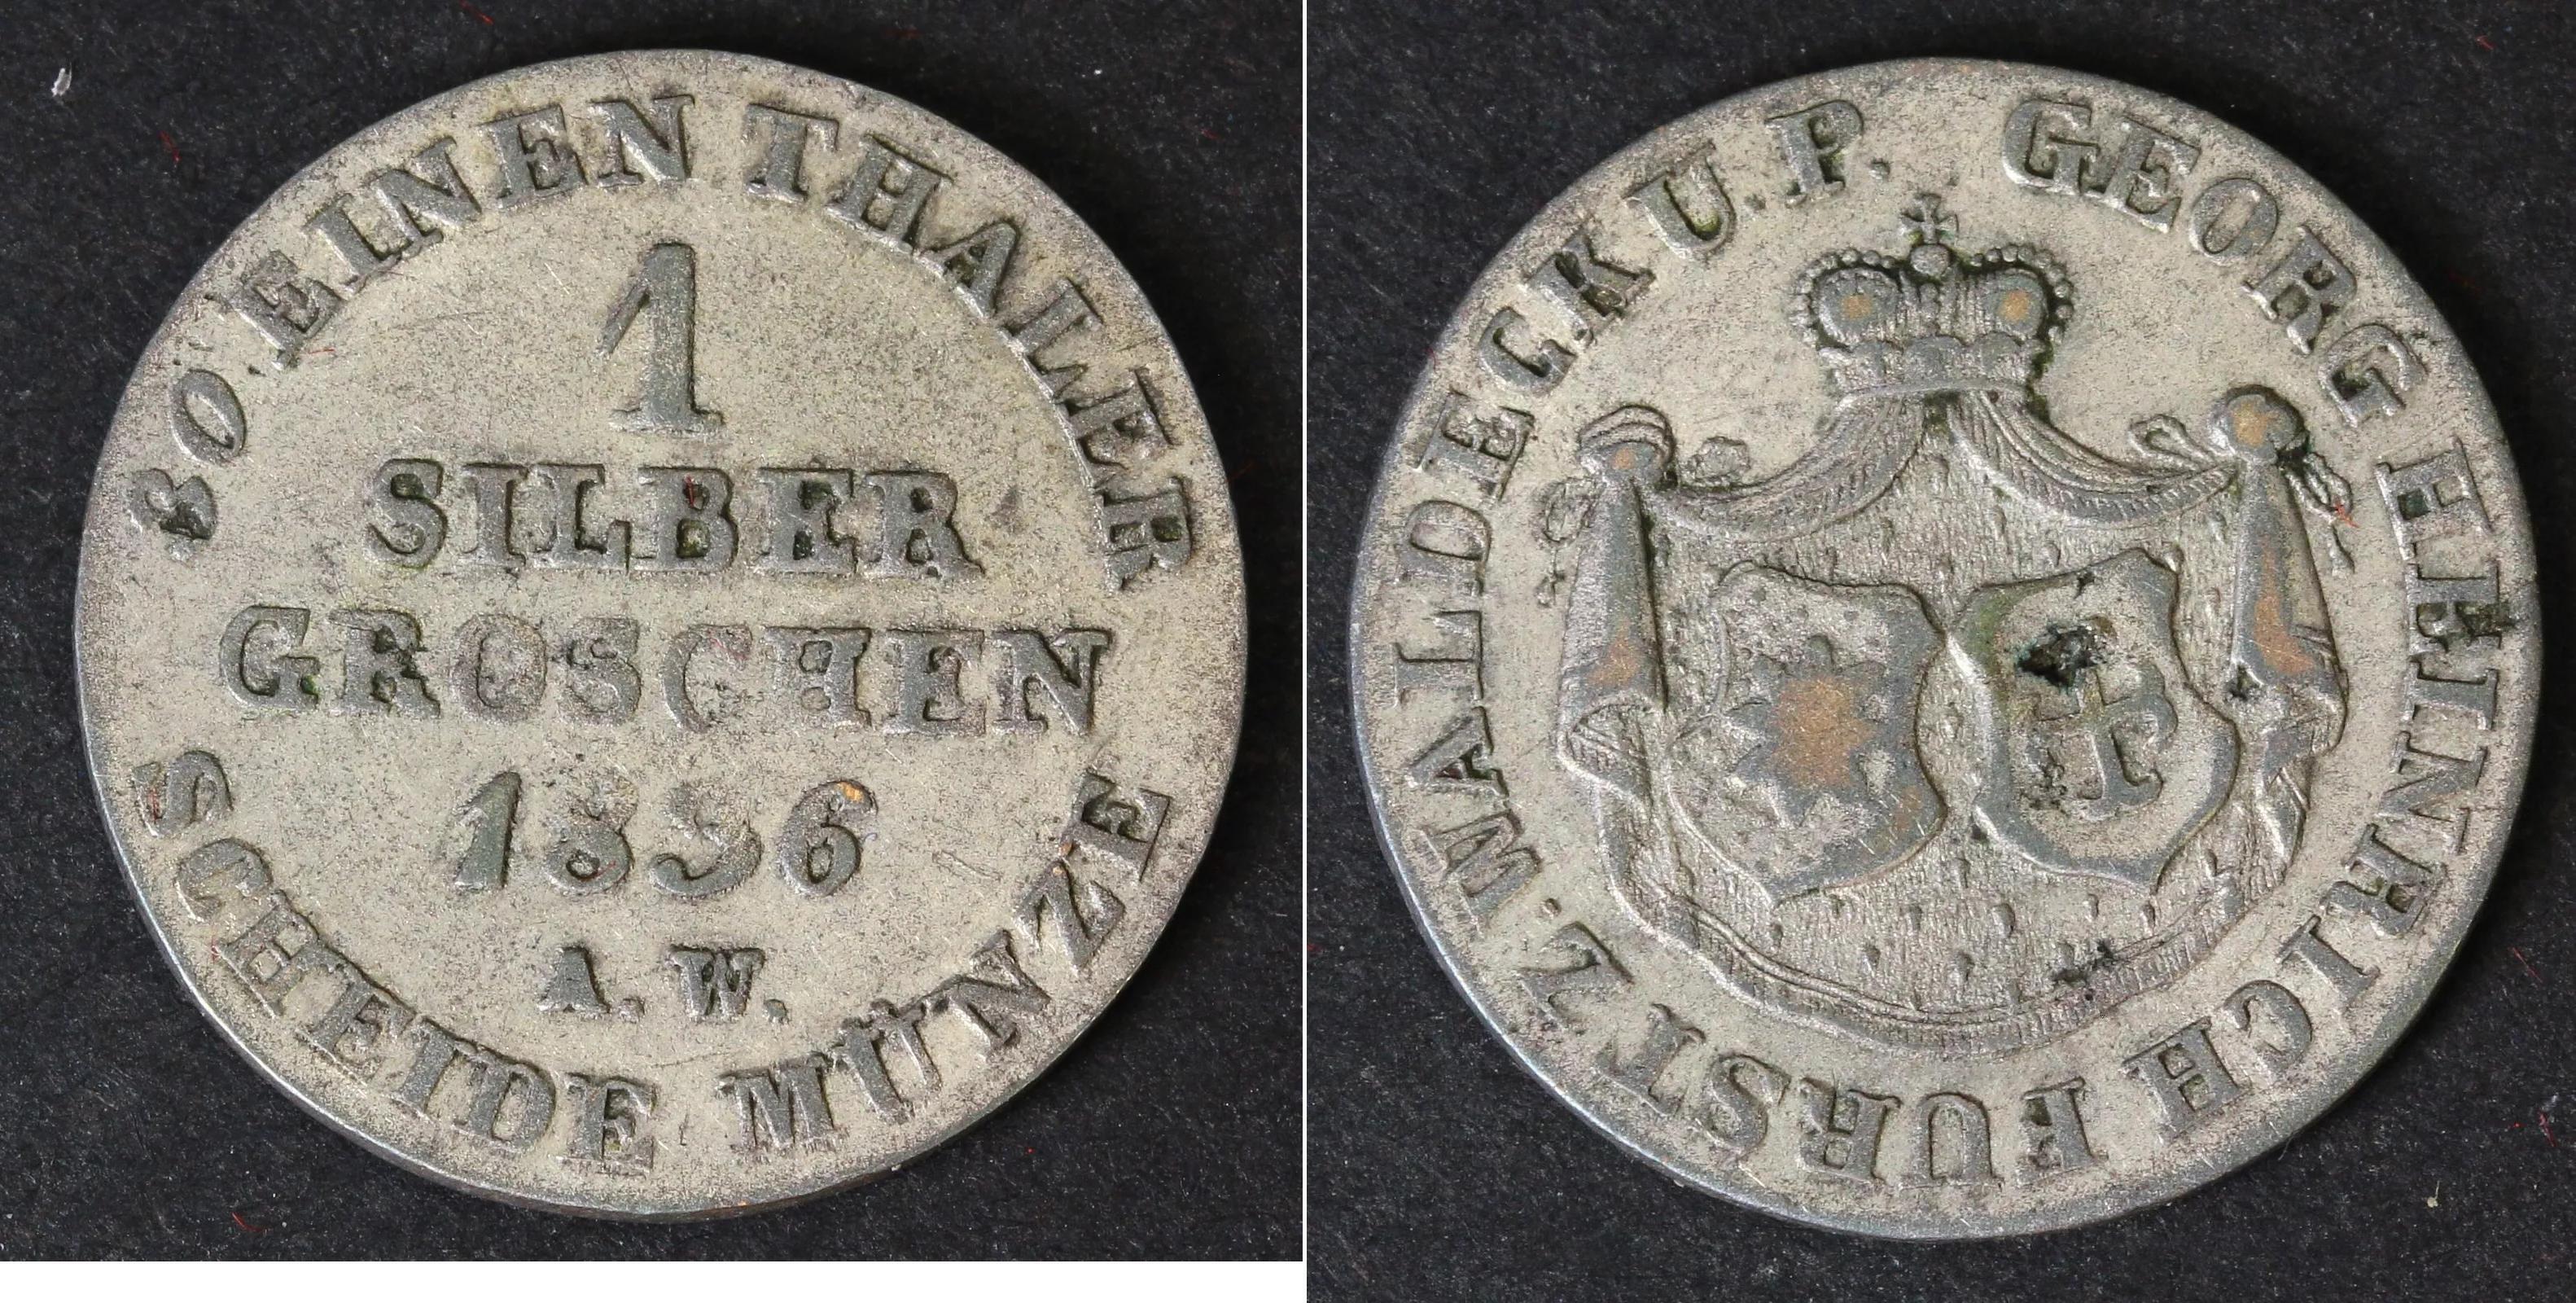 30 EINEN THALER
1
SILBER
GROSCHEN
1836
A. W.
SCHEIDE MÜNZE
GEORG HEINRICH FÜRST Z. WALDECK U. P.